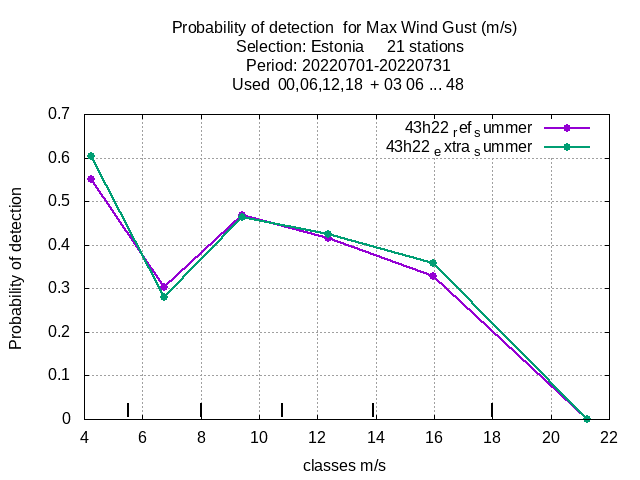 Probability of detection  for Max Wind Gust (m/s)
Selection: Estonia     21 stations
Period: 20220701-20220731
Used  00,06,12,18  + 03 06 ... 48
0.7
43h22 ref summer
0.6
43h22 extra summer
0.5
0.4
0.3
0.2
0.1
0
Probability of detection
4 6 8 10 12 14 16 18 20 22
classes m/s